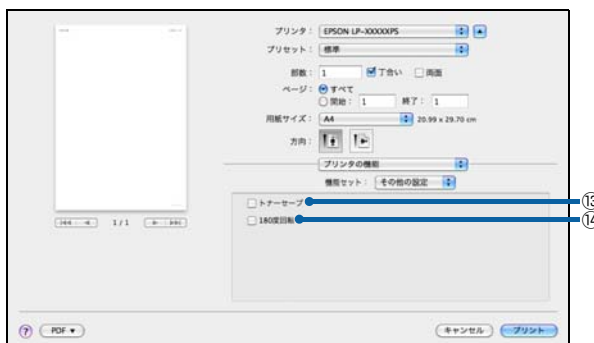 プリンタ： EPSON LP-XXXXXPS
プリセット： 標準
部数： 1 丁合い 両面
ページ： すべて
開始： 1 終了： 1
用紙サイズ： A4 20.99 x 29.70 cm
方向：
プリンタの機能
機能セット： その他の設定
トナーセーブ ⑬
180度回転 ⑭
1 / 1
? PDF ▼ キャンセル プリント